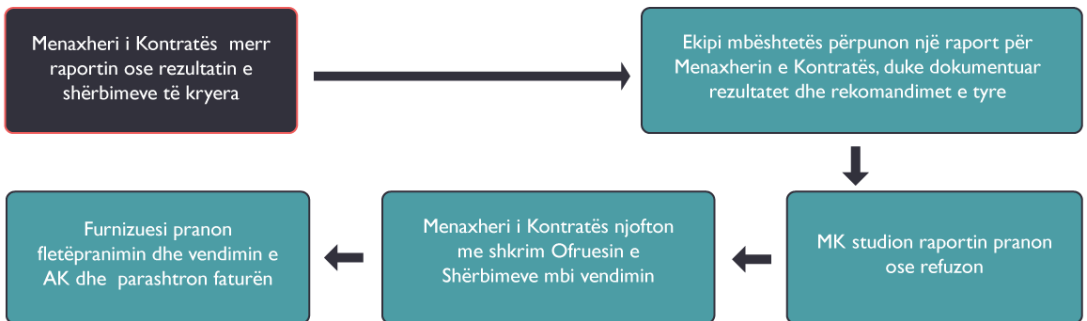 Menaxheri i Kontratës merr
raportin ose rezultatin e
shërbimeve të kryera
Ekipi mbështetës përpunon një raport për
Menaxherin e Kontratës, duke dokumentuar
rezultatet dhe rekomandimet e tyre
MK studion raportin pranon
ose refuzon
Menaxheri i Kontratës njofton
me shkrim Ofruesin e
Shërbimeve mbi vendimin
Furnizuesi pranon
fletëpranimin dhe vendimin e
AK dhe parashtron faturën